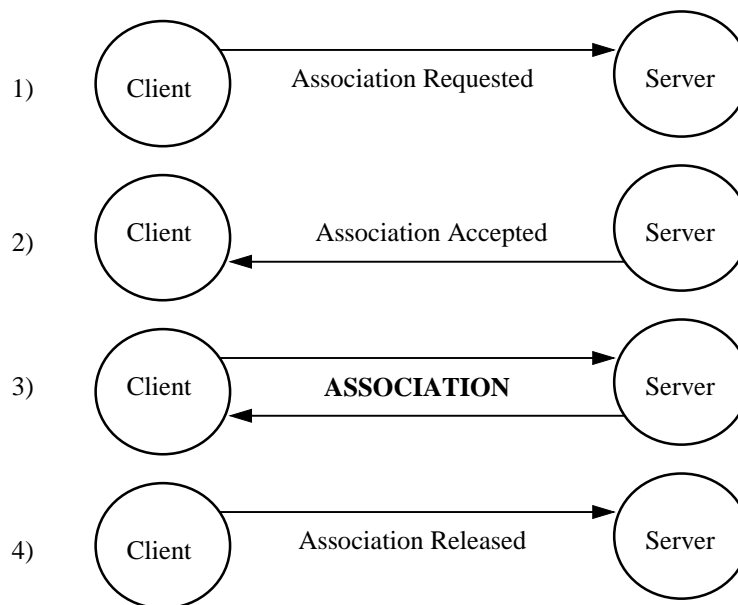 1) Client Association Requested Server
2) Client Association Accepted Server
3) Client ASSOCIATION Server
4) Client Association Released Server